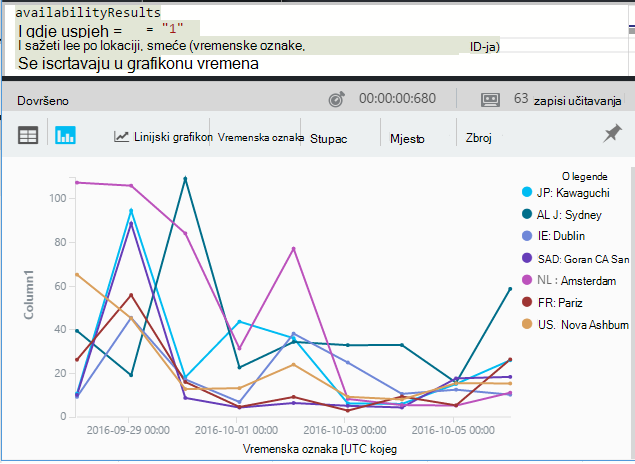 availabilityResults
I gdje uspjeh = = "1"
I sažeti lee po lokaciji, smeće (vremenske oznake, ID-ja)
Se iscrtavaju u grafikonu vremena
Dovršeno 00:00:00:680 63 zapisi učitavanja
Linijski grafikon Vremenska oznaka Stupac Mjesto Zbroj
O legende
JP: Kawaguchi
AL J: Sydney
IE: Dublin
SAD: Goran CA San
NL : Amsterdam
FR: Pariz
US. Nova Ashbum
100
80
60
40
20
0
Column1
2016-09-29 00:00 2016-10-01 00:00 2016-10-03 00:00 2016-10-05 00:00
Vremenska oznaka [UTC kojeg